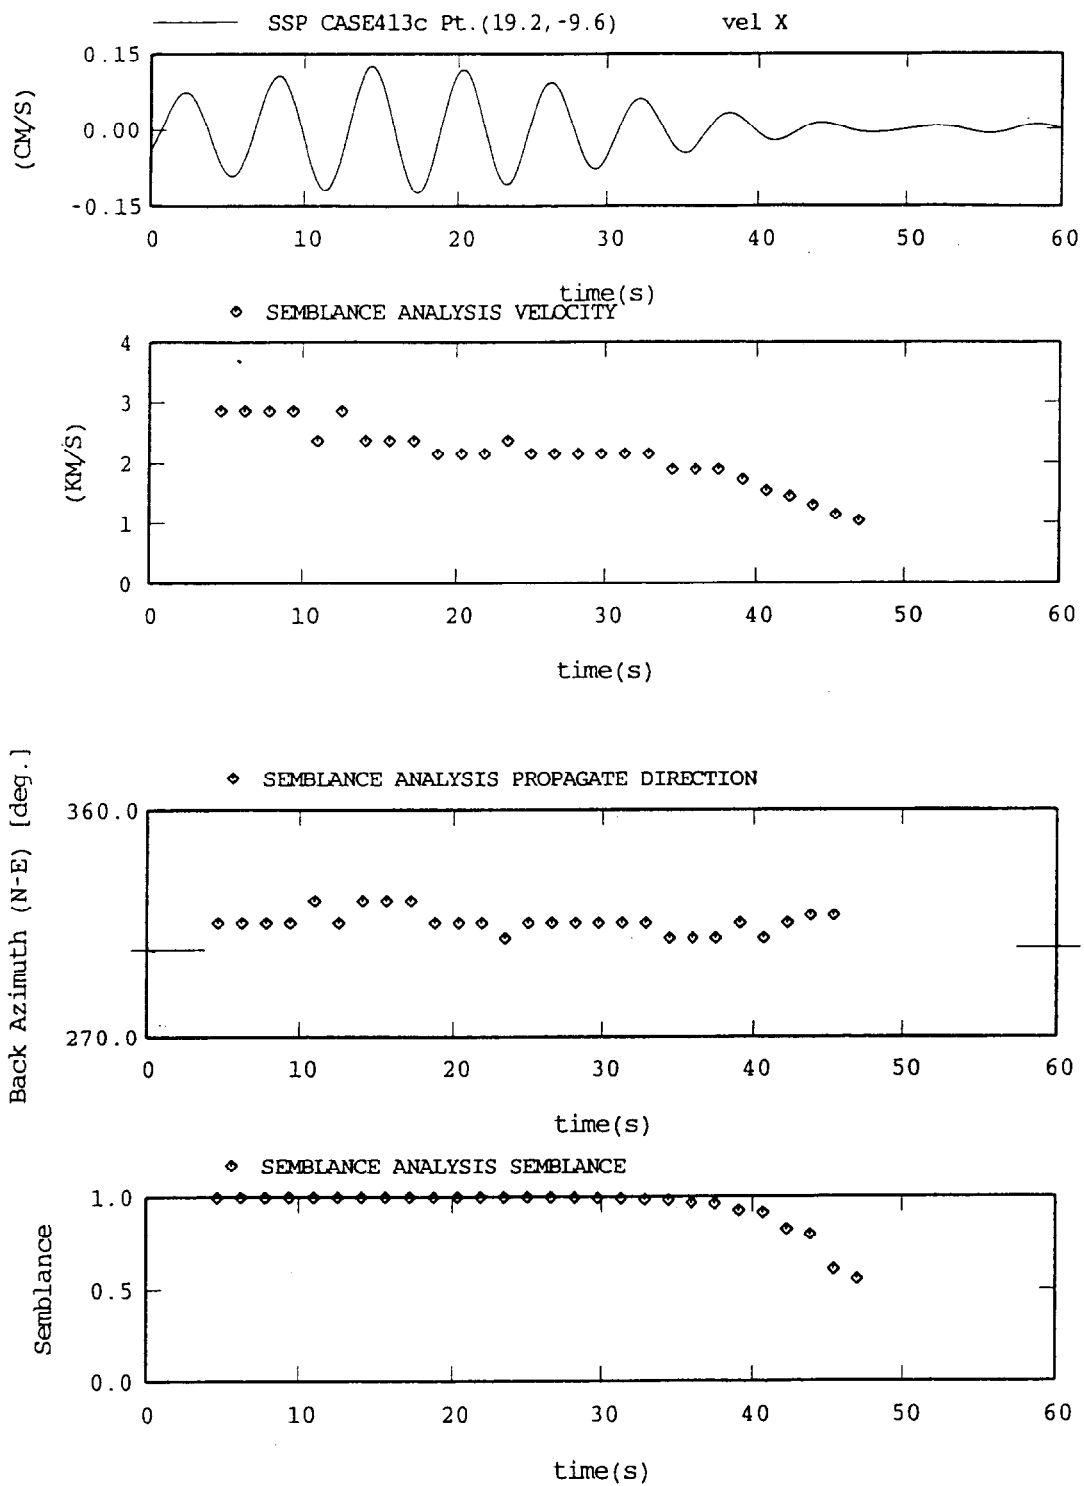 SSP CASE413c Pt.(19.2,-9.6) vel X
0.15
0.00
-0.15
(CM/S)
0 10 20 30 40 50 60
time(s)
SEMBLANCE ANALYSIS VELOCITY
4
3
2
1
0
(KM/S)
0 10 20 30 40 50 60
time(s)
SEMBLANCE ANALYSIS PROPAGATE DIRECTION
360.0
270.0
Back Azimuth (N-E) [deg.]
0 10 20 30 40 50 60
time(s)
SEMBLANCE ANALYSIS SEMBLANCE
1.0
0.5
0.0
Semblance
0 10 20 30 40 50 60
time(s)